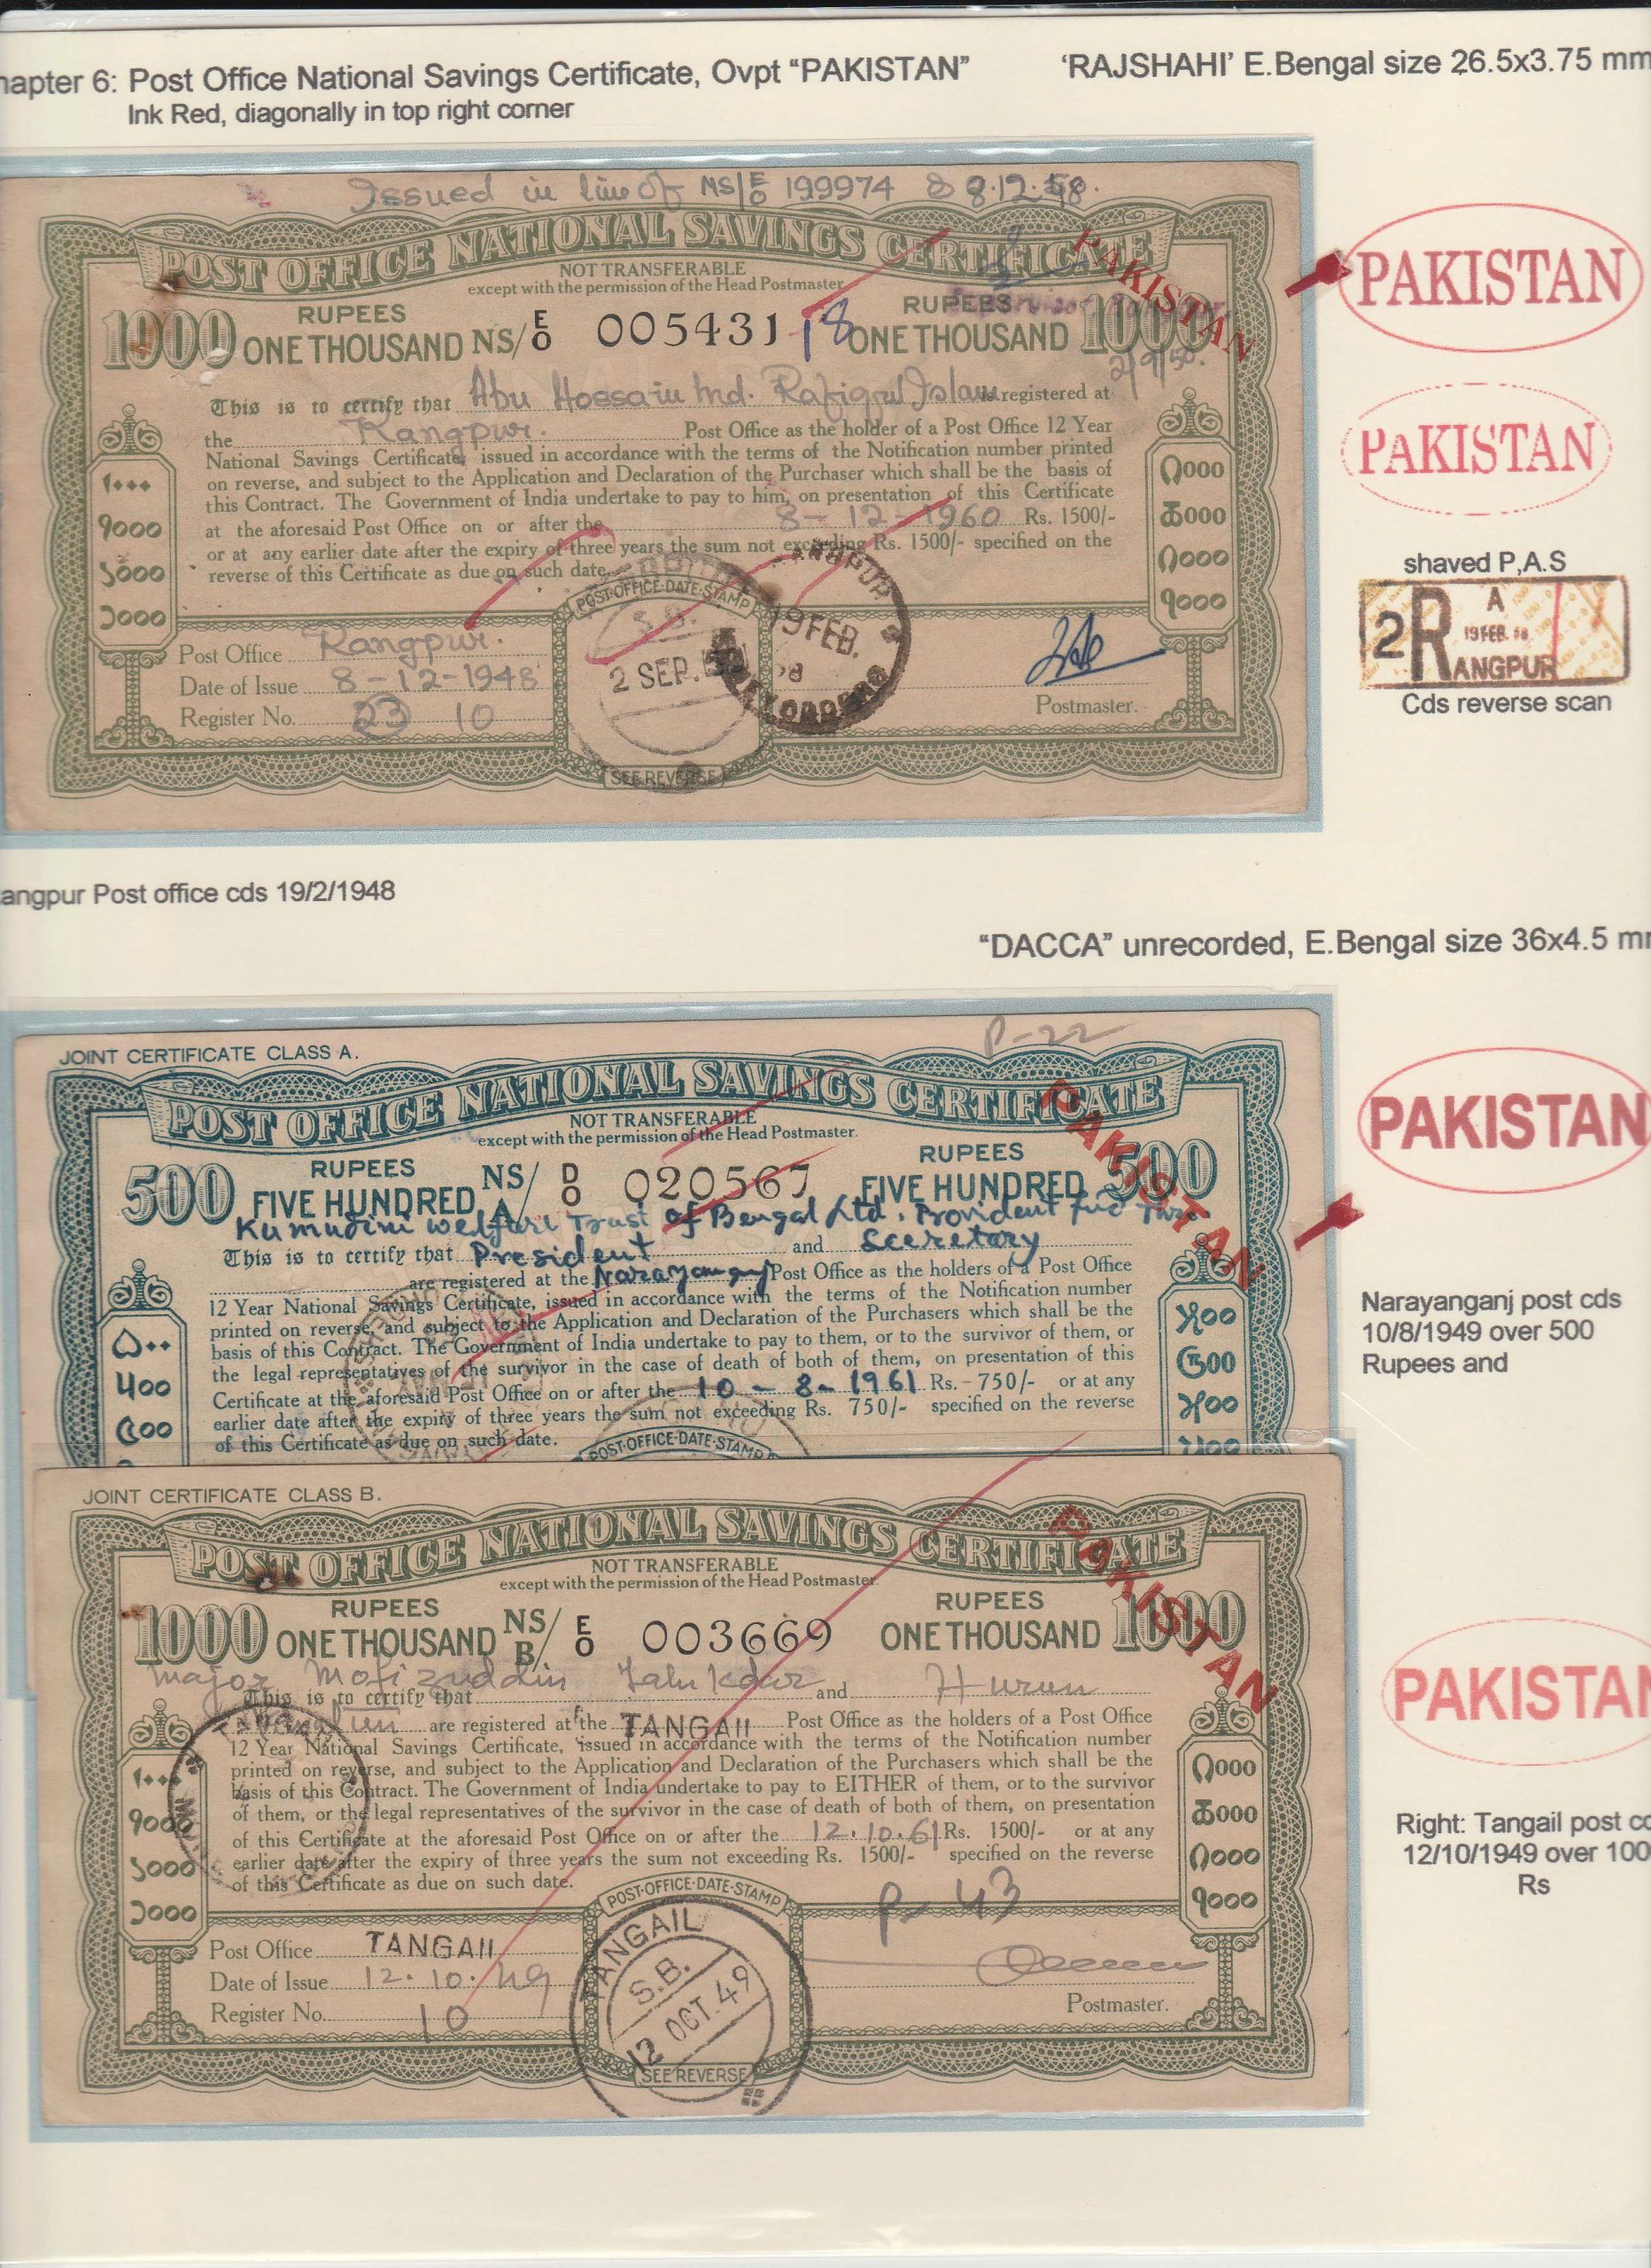 hapter 6: Post Office National Savings Certificate, Ovpt “PAKISTAN”
‘RAJSHAHI’ E.Bengal size 26.5x3.75 mm
Ink Red, diagonally in top right corner
Issued in lieu of NS/E/0 199974 8.12.48.
POST OFFICE NATIONAL SAVINGS CERTIFICATE
PAKISTAN
NOT TRANSFERABLE
except with the permission of the Head Postmaster.
RUPEES
1000 ONE THOUSAND NS/ E 0 005431
18
RUPEES
ONE THOUSAND 1000
2/9/50.
This is to certify that Abu Hossain Md. Rafiqul Islam is registered at
the Rangpur. Post Office as the holder of a Post Office 12 Year
National Savings Certificate, issued in accordance with the terms of the Notification number printed
on reverse, and subject to the Application and Declaration of the Purchaser which shall be the basis of
this Contract. The Government of India undertake to pay to him, on presentation of this Certificate
at the aforesaid Post Office on or after the 8-12-1960 Rs. 1500/-
or at any earlier date after the expiry of three years the sum not exceeding Rs. 1500/- specified on the
reverse of this Certificate as due on such date.
Post Office Rangpur.
Date of Issue 8-12-1948
Register No. 23 10
POST·OFFICE·DATE·STAMP
S.B.
2 SEP.
19 FEB.
SEE REVERSE
Postmaster.
PAKISTAN
PAKISTAN
shaved P,A.S
2 R A
19 FEB.
ANGPUR
Cds reverse scan
angpur Post office cds 19/2/1948
“DACCA” unrecorded, E.Bengal size 36x4.5 mm
P-22
JOINT CERTIFICATE CLASS A.
POST OFFICE NATIONAL SAVINGS CERTIFICATE
PAKISTAN
NOT TRANSFERABLE
except with the permission of the Head Postmaster.
RUPEES
500 FIVE HUNDRED NS/A/ D 0 020567
RUPEES
FIVE HUNDRED 500
Kumudini Welfare Trust of Bengal Ltd. Provident
This is to certify that President and Secretary
are registered at the Narayanganj Post Office as the holders of a Post Office
12 Year National Savings Certificate, issued in accordance with the terms of the Notification number
printed on reverse, and subject to the Application and Declaration of the Purchasers which shall be the
basis of this Contract. The Government of India undertake to pay to them, or to the survivor of them, or
the legal representatives of the survivor in the case of death of both of them, on presentation of this
Certificate at the aforesaid Post Office on or after the 10-8-1961 Rs.-750/- or at any
earlier date after the expiry of three years the sum not exceeding Rs. 750/- specified on the reverse
of this Certificate as due on such date.
POST·OFFICE·DATE·STAMP
PAKISTAN
Narayanganj post cds
10/8/1949 over 500
Rupees and
JOINT CERTIFICATE CLASS B.
POST OFFICE NATIONAL SAVINGS CERTIFICATE
PAKISTAN
NOT TRANSFERABLE
except with the permission of the Head Postmaster.
RUPEES
1000 ONE THOUSAND NS/B/ E 0 003669
RUPEES
ONE THOUSAND 1000
Major Mofizuddin Talukdar
This is to certify that and Hurun
are registered at the TANGAIL Post Office as the holders of a Post Office
12 Year National Savings Certificate, issued in accordance with the terms of the Notification number
printed on reverse, and subject to the Application and Declaration of the Purchasers which shall be the
basis of this Contract. The Government of India undertake to pay to EITHER of them, or to the survivor
of them, or the legal representatives of the survivor in the case of death of both of them, on presentation
of this Certificate at the aforesaid Post Office on or after the 12.10.61 Rs. 1500/- or at any
earlier date after the expiry of three years the sum not exceeding Rs. 1500/- specified on the reverse
of this Certificate as due on such date.
P-43
Post Office TANGAIL
Date of Issue 12.10.49
Register No. 10
POST·OFFICE·DATE·STAMP
TANGAIL
S.B.
12 OCT.49
SEE REVERSE
Postmaster.
PAKISTAN
Right: Tangail post cd
12/10/1949 over 100
Rs